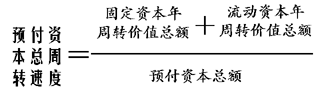 预付资
本总周
转速度
=
固定资本年
周转价值总额
+
流动资本年
周转价值总额
预付资本总额